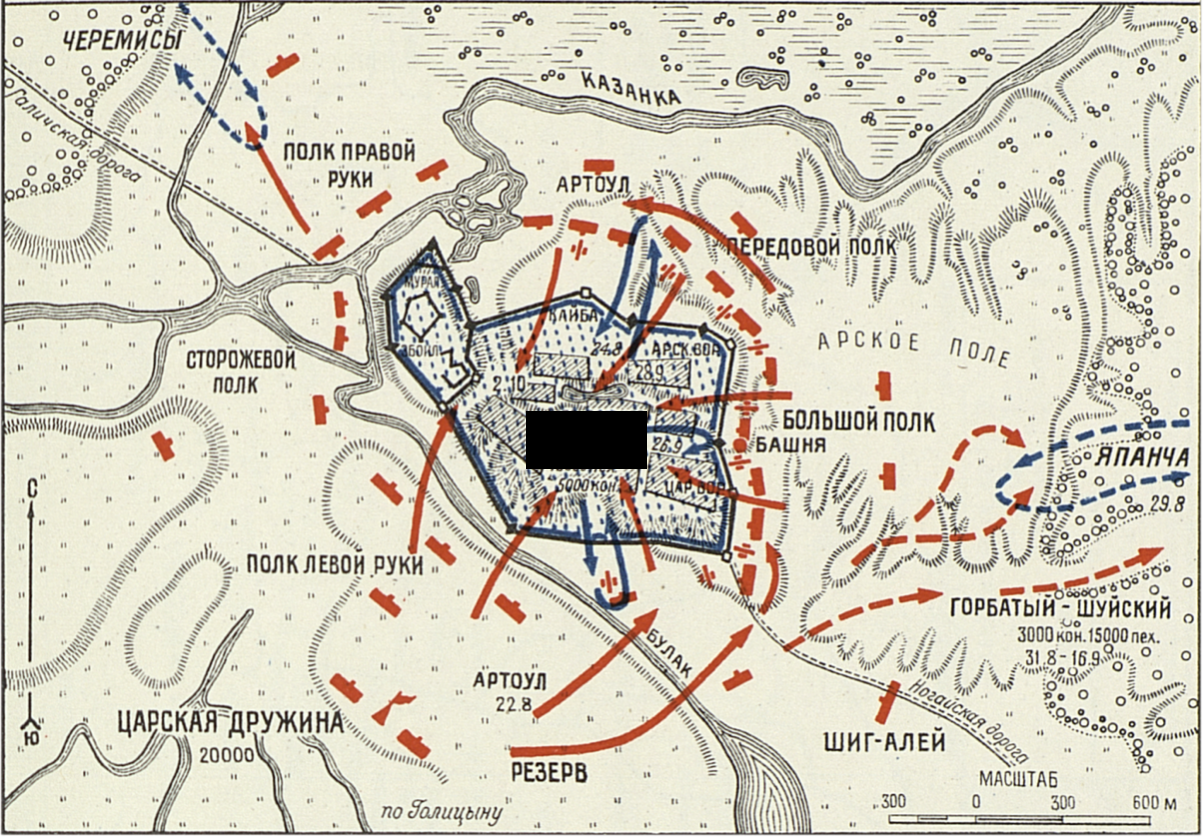 ЧЕРЕМИСЫ
КАЗАНКА
Галичская дорога
ПОЛК ПРАВОЙ
РУКИ
АРТОУЛ
ПЕРЕДОВОЙ ПОЛК
КАЙБА
24.8
АРСК.ВОР.
28.9
АРСКОЕ ПОЛЕ
СТОРОЖЕВОЙ
ПОЛК
2.10
БОЛЬШОЙ ПОЛК
БАШНЯ
26.9
ЯПАНЧА
29.8
5000 КОН.
ЦАР.ВОР.
С
ПОЛК ЛЕВОЙ РУКИ
ГОРБАТЫЙ-ШУЙСКИЙ
3000 кон. 15000 пех.
31.8-16.9
БУЛАК
АРТОУЛ
22.8
Ногайская дорога
ЦАРСКАЯ ДРУЖИНА
20000
Ю
ШИГ-АЛЕЙ
РЕЗЕРВ
МАСШТАБ
300 0 300 600 м
по Голицыну